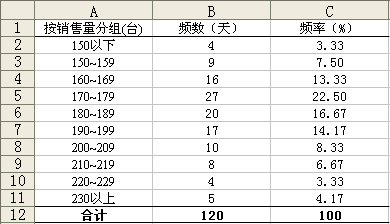 A B C
1 按销售量分组(台) 频数（天） 频率（%）
2 150以下 4 3.33
3 150~159 9 7.50
4 160~169 16 13.33
5 170~179 27 22.50
6 180~189 20 16.67
7 190~199 17 14.17
8 200~209 10 8.33
9 210~219 8 6.67
10 220~229 4 3.33
11 230以上 5 4.17
12 合计 120 100